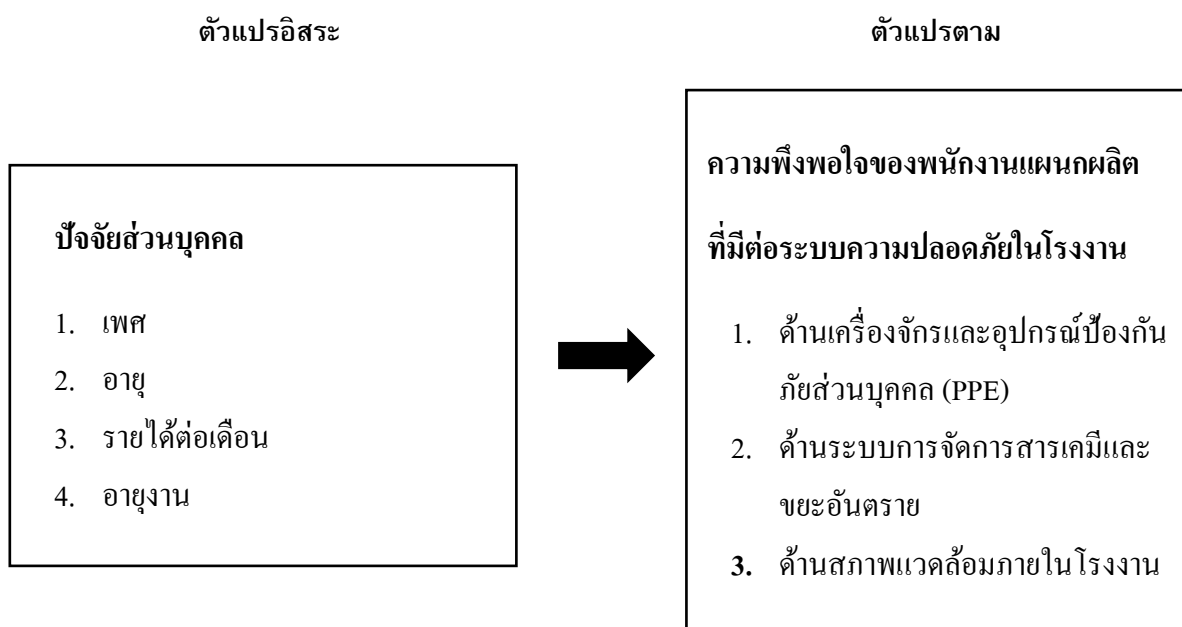 ตัวแปรอิสระ
ตัวแปรตาม
ปัจจัยส่วนบุคคล
1. เพศ
2. อายุ
3. รายได้ต่อเดือน
4. อายุงาน
ความพึงพอใจของพนักงานแผนกผลิต
ที่มีต่อระบบความปลอดภัยในโรงงาน
1. ด้านเครื่องจักรและอุปกรณ์ป้องกัน
ภัยส่วนบุคคล (PPE)
2. ด้านระบบการจัดการสารเคมีและ
ขยะอันตราย
3. ด้านสภาพแวดล้อมภายในโรงงาน